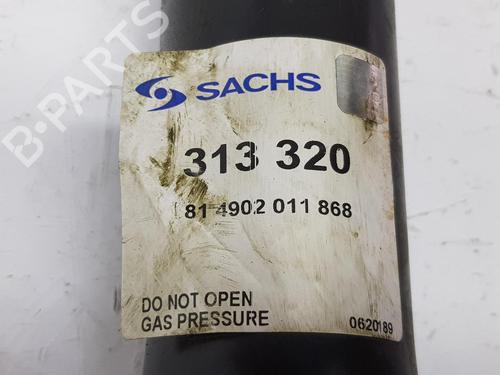 B-PARTS
SACHS
313 320
81 4902 011 868
DO NOT OPEN
GAS PRESSURE
0620189